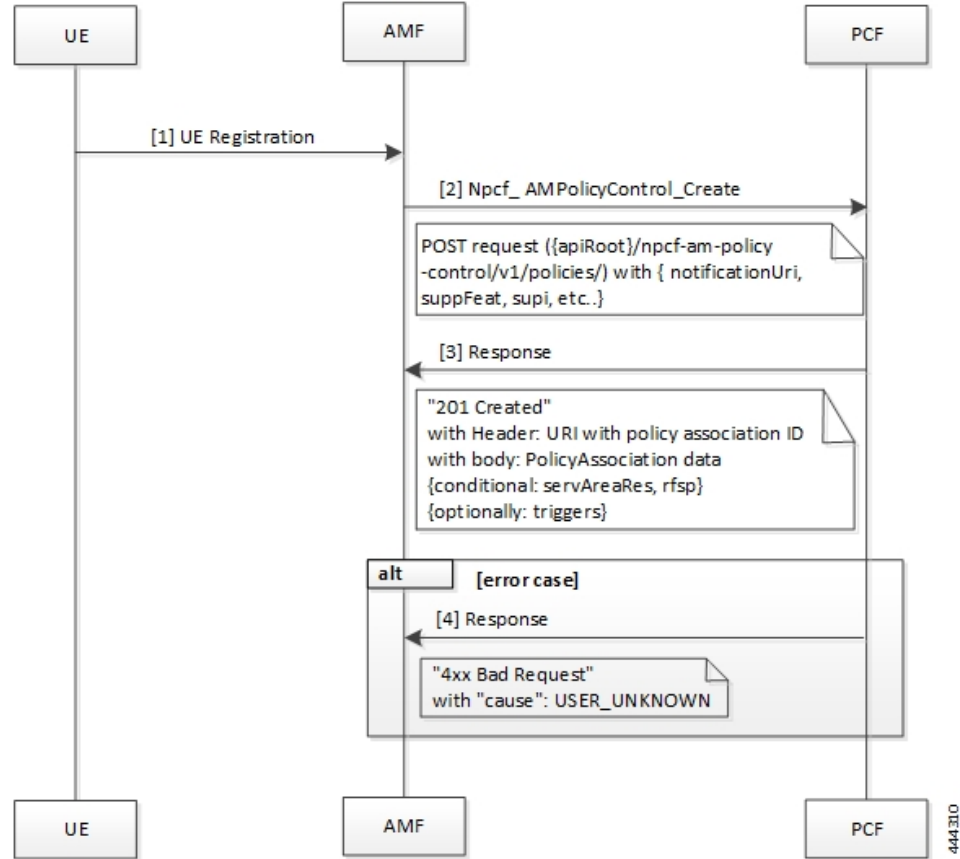 UE
AMF
PCF
[1] UE Registration
[2] Npcf_ AMPolicyControl_Create
POST request ({apiRoot}/npcf-am-policy
-control/v1/policies/) with { notificationUri,
suppFeat, supi, etc..}
[3] Response
"201 Created"
with Header: URI with policy association ID
with body: PolicyAssociation data
{conditional: servAreaRes, rfsp}
{optionally: triggers}
alt
[error case]
[4] Response
"4xx Bad Request"
with "cause": USER_UNKNOWN
UE
AMF
PCF
444310